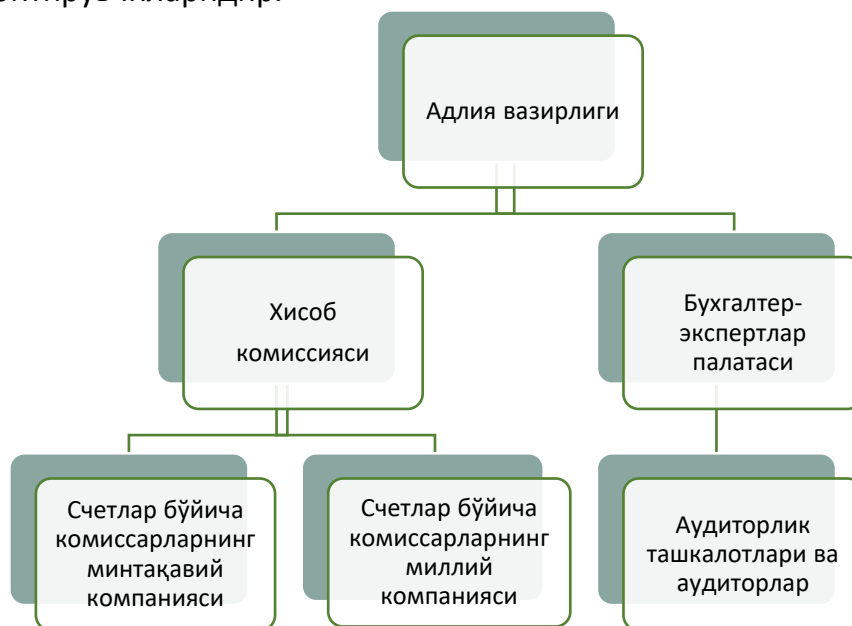 Адлия вазирлиги
Хисоб
комиссияси
Бухгалтер-
экспертлар
палатаси
Счетлар бўйича
комиссарларнинг
минтақавий
компанияси
Счетлар бўйича
комиссарларнинг
миллий
компанияси
Аудиторлик
ташкалотлари ва
аудиторлар